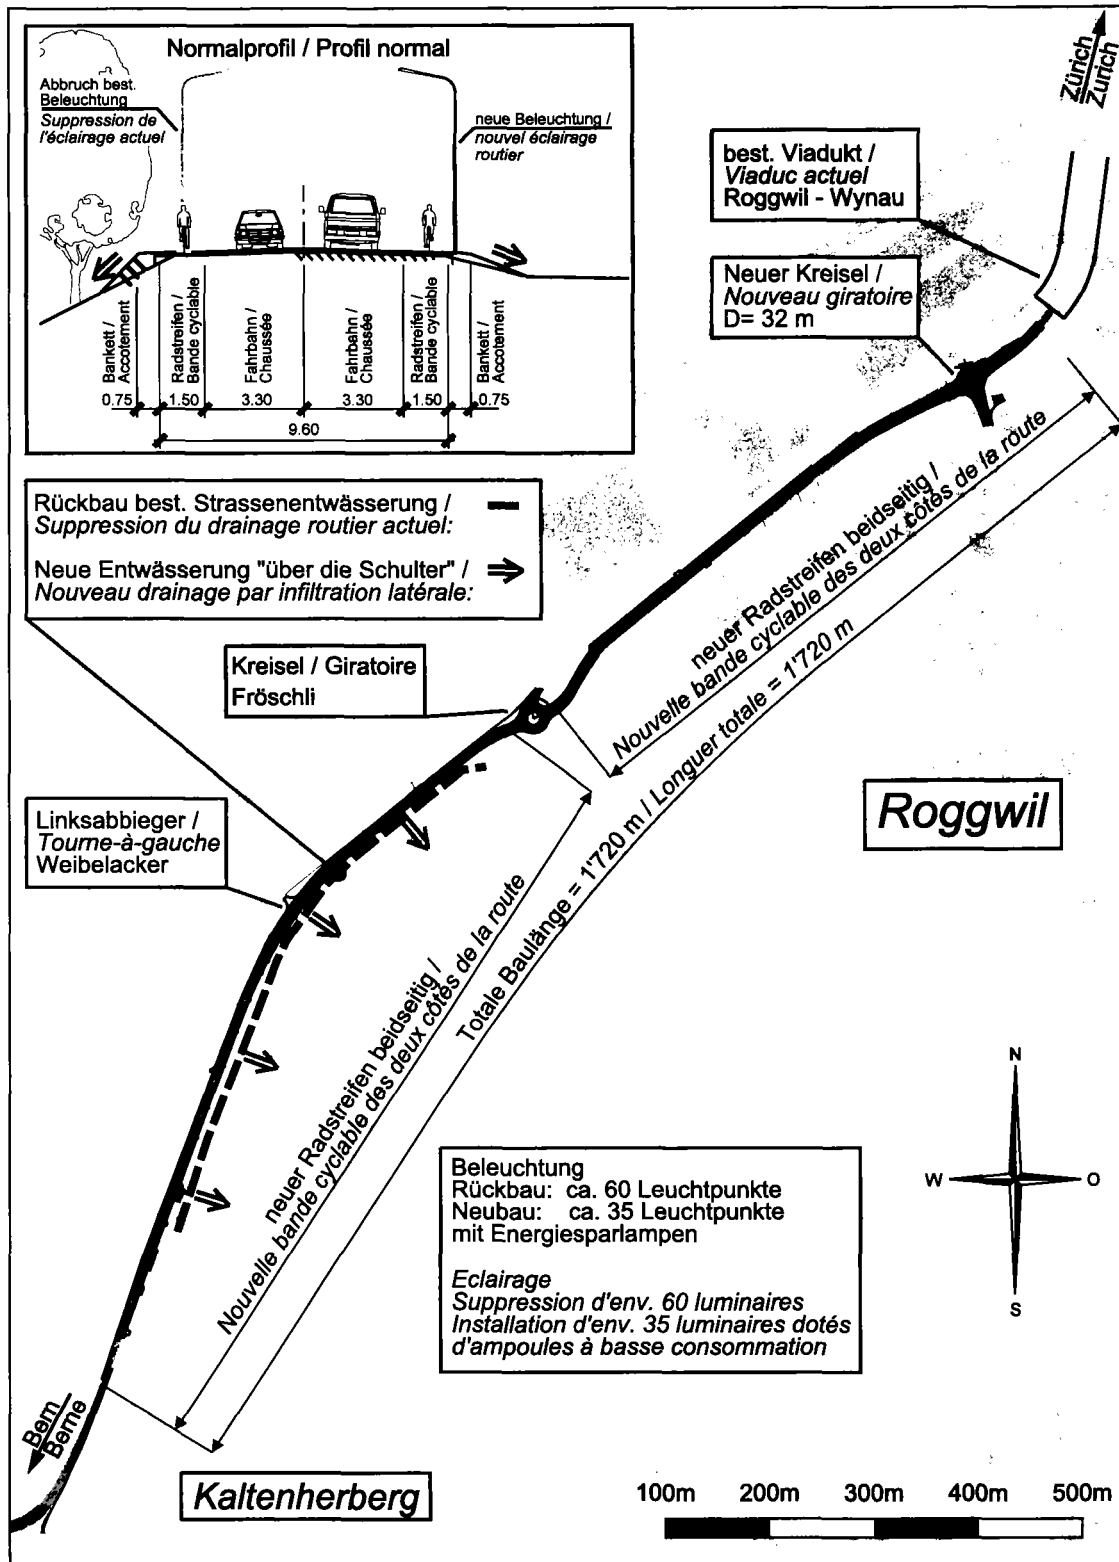 Normalprofil / Profil normal
Abbruch best.
Beleuchtung
Suppression de
l'éclairage actuel
neue Beleuchtung /
nouvel éclairage
routier
Bankett /
Accotement
Radstreifen /
Bande cyclable
Fahrbahn /
Chaussée
Fahrbahn /
Chaussée
Radstreifen /
Bande cyclable
Bankett /
Accotement
0.75 1.50 3.30 3.30 1.50 0.75
9.60
Zürich
Zurich
best. Viadukt /
Viaduc actuel
Roggwil - Wynau
Neuer Kreisel /
Nouveau giratoire
D= 32 m
Rückbau best. Strassenentwässerung /
Suppression du drainage routier actuel:
Neue Entwässerung "über die Schulter" /
Nouveau drainage par infiltration latérale:
Kreisel / Giratoire
Fröschli
neuer Radstreifen beidseitig /
Nouvelle bande cyclable des deux côtés de la route
Totale Baulänge = 1'720 m / Longuer totale = 1'720 m
Roggwil
Linksabbieger /
Tourne-à-gauche
Weibelacker
neuer Radstreifen beidseitig /
Nouvelle bande cyclable des deux côtés de la route
N
W O
S
Beleuchtung
Rückbau: ca. 60 Leuchtpunkte
Neubau: ca. 35 Leuchtpunkte
mit Energiesparlampen
Eclairage
Suppression d'env. 60 luminaires
Installation d'env. 35 luminaires dotés
d'ampoules à basse consommation
Bern
Berne
Kaltenherberg
100m 200m 300m 400m 500m